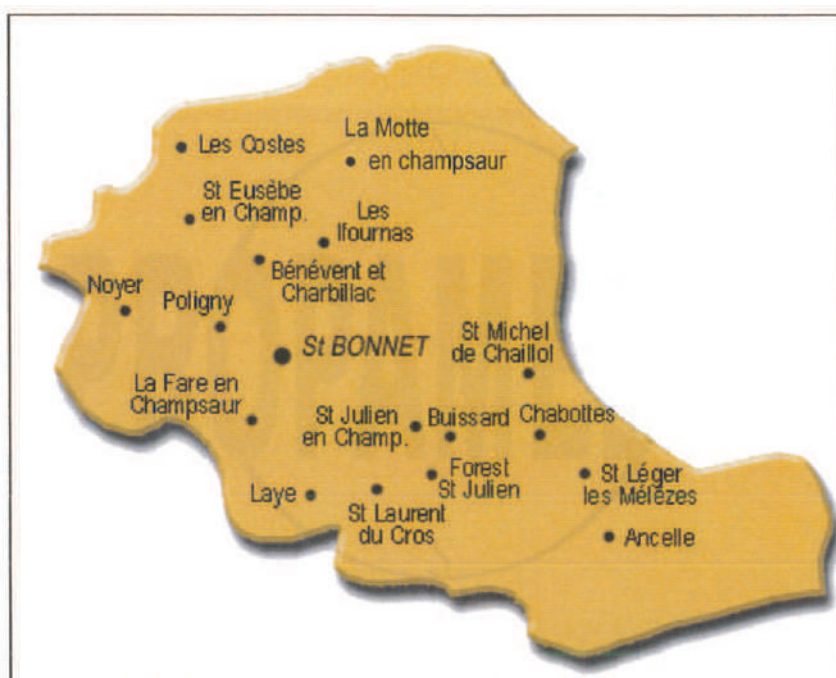 La Motte
en champsaur
Les Costes
St Eusèbe
en Champ.
Les
Ifournas
Bénévent et
Charbillac
Noyer
Poligny
St BONNET
St Michel
de Chaillol
La Fare en
Champsaur
St Julien
en Champ.
Buissard
Chabottes
Forest
St Julien
St Léger
les Mélèzes
Laye
St Laurent
du Cros
Ancelle